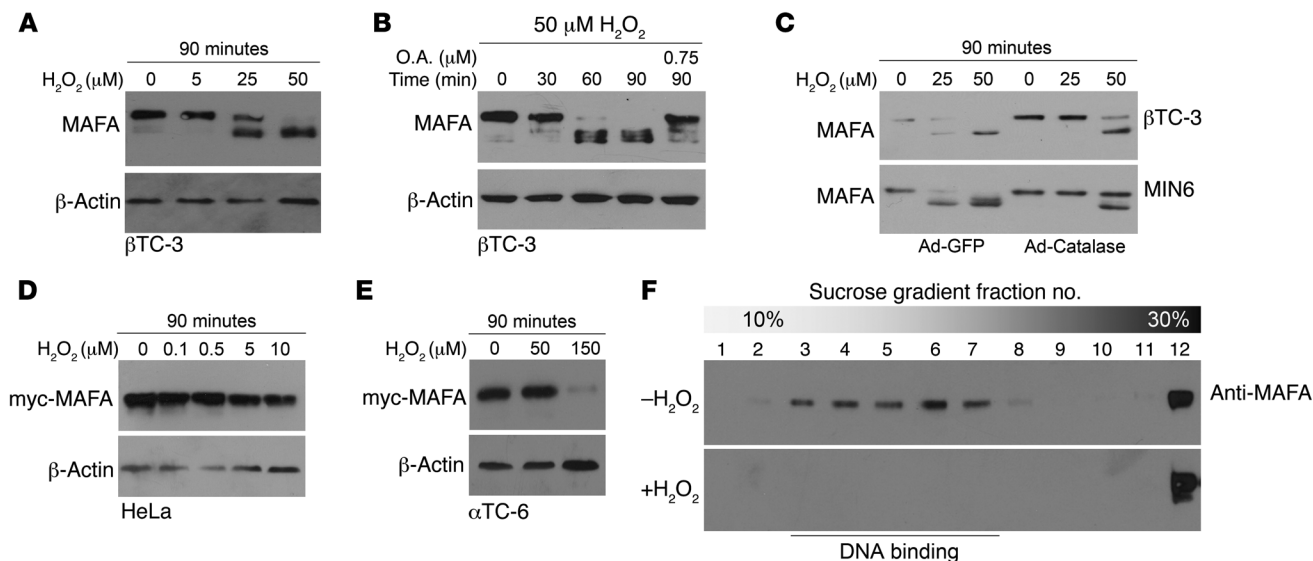 A
90 minutes
H2O2 (μM) 0 5 25 50
MAFA
β-Actin
βTC-3
B
50 μM H2O2
O.A. (μM) 0.75
Time (min) 0 30 60 90 90
MAFA
β-Actin
βTC-3
C
90 minutes
H2O2 (μM) 0 25 50 0 25 50
MAFA βTC-3
MAFA MIN6
Ad-GFP Ad-Catalase
D
90 minutes
H2O2 (μM) 0 0.1 0.5 5 10
myc-MAFA
β-Actin
HeLa
E
90 minutes
H2O2 (μM) 0 50 150
myc-MAFA
β-Actin
αTC-6
F
Sucrose gradient fraction no.
10% 30%
1 2 3 4 5 6 7 8 9 10 11 12
–H2O2 Anti-MAFA
+H2O2
DNA binding